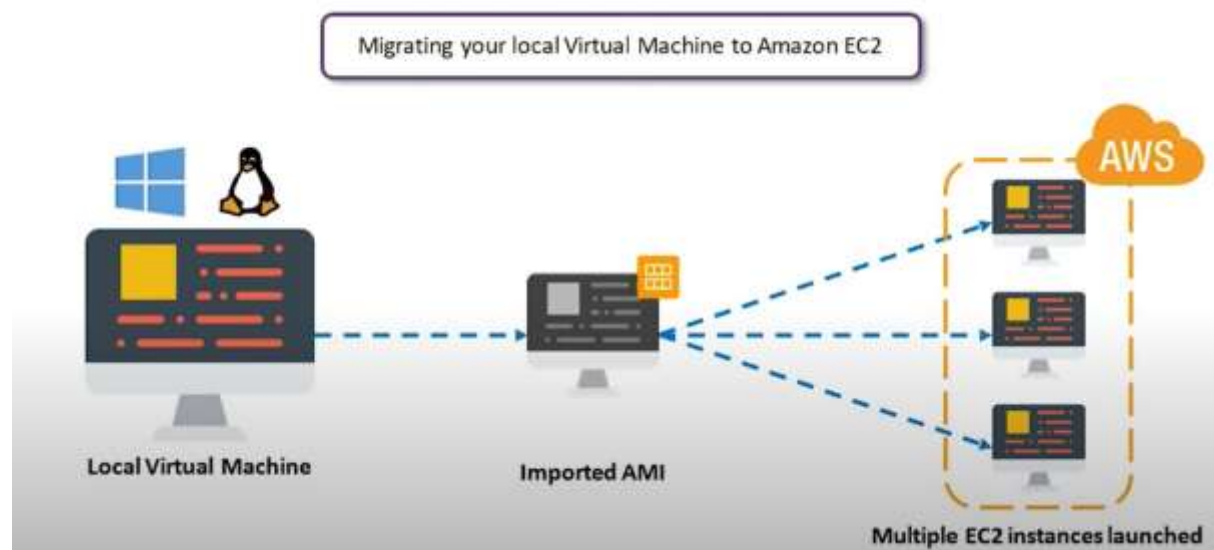 Migrating your local Virtual Machine to Amazon EC2
AWS
Local Virtual Machine
Imported AMI
Multiple EC2 instances launched